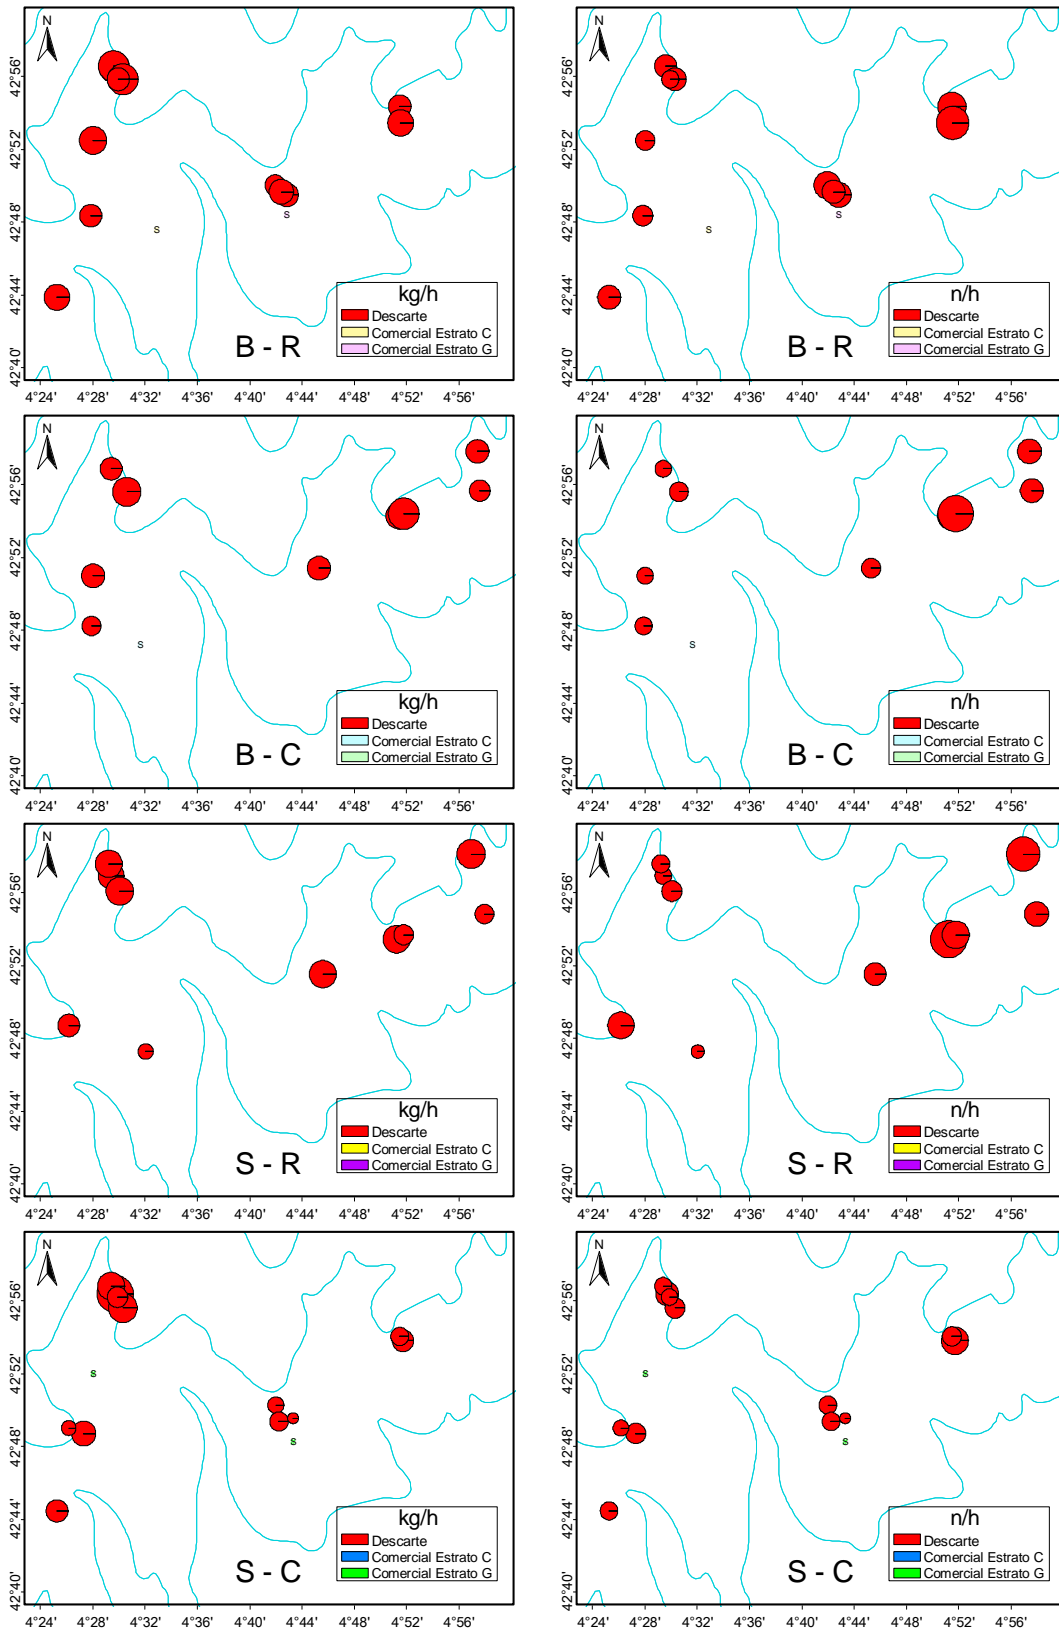 N
N
42°56'
42°52'
42°48'
42°44'
42°40'
S
S
kg/h
Descarte
Comercial Estrato C
Comercial Estrato G
B - R
4°24' 4°28' 4°32' 4°36' 4°40' 4°44' 4°48' 4°52' 4°56'
42°56'
42°52'
42°48'
42°44'
42°40'
S
S
n/h
Descarte
Comercial Estrato C
Comercial Estrato G
B - R
4°24' 4°28' 4°32' 4°36' 4°40' 4°44' 4°48' 4°52' 4°56'
N
42°56'
42°52'
42°48'
42°44'
42°40'
S
kg/h
Descarte
Comercial Estrato C
Comercial Estrato G
B - C
4°24' 4°28' 4°32' 4°36' 4°40' 4°44' 4°48' 4°52' 4°56'
N
42°56'
42°52'
42°48'
42°44'
42°40'
S
n/h
Descarte
Comercial Estrato C
Comercial Estrato G
B - C
4°24' 4°28' 4°32' 4°36' 4°40' 4°44' 4°48' 4°52' 4°56'
N
42°56'
42°52'
42°48'
42°44'
42°40'
kg/h
Descarte
Comercial Estrato C
Comercial Estrato G
S - R
4°24' 4°28' 4°32' 4°36' 4°40' 4°44' 4°48' 4°52' 4°56'
N
42°56'
42°52'
42°48'
42°44'
42°40'
n/h
Descarte
Comercial Estrato C
Comercial Estrato G
S - R
4°24' 4°28' 4°32' 4°36' 4°40' 4°44' 4°48' 4°52' 4°56'
N
42°56'
42°52'
42°48'
42°44'
42°40'
S
S
kg/h
Descarte
Comercial Estrato C
Comercial Estrato G
S - C
4°24' 4°28' 4°32' 4°36' 4°40' 4°44' 4°48' 4°52' 4°56'
N
42°56'
42°52'
42°48'
42°44'
42°40'
S
S
n/h
Descarte
Comercial Estrato C
Comercial Estrato G
S - C
4°24' 4°28' 4°32' 4°36' 4°40' 4°44' 4°48' 4°52' 4°56'